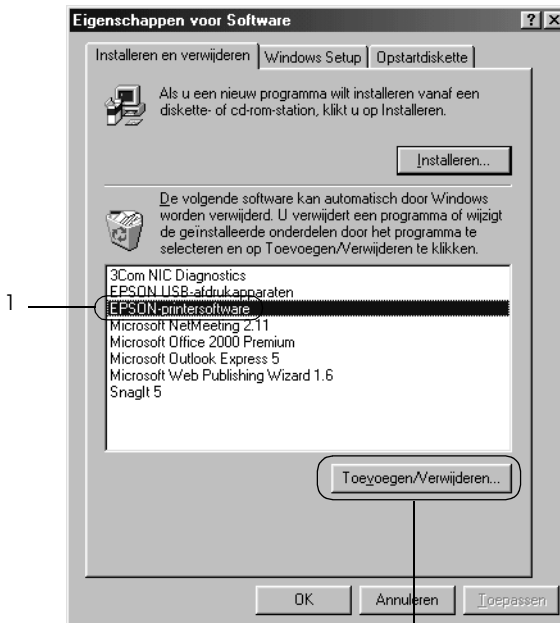 Eigenschappen voor Software
Installeren en verwijderen
Windows Setup
Opstartdiskette
Als u een nieuw programma wilt installeren vanaf een
diskette- of cd-rom-station, klikt u op Installeren.
Installeren...
De volgende software kan automatisch door Windows
worden verwijderd. U verwijdert een programma of wijzigt
de geïnstalleerde onderdelen door het programma te
selecteren en op Toevoegen/Verwijderen te klikken.
3Com NIC Diagnostics
EPSON USB-afdrukapparaten
1
EPSON-printersoftware
Microsoft NetMeeting 2.11
Microsoft Office 2000 Premium
Microsoft Outlook Express 5
Microsoft Web Publishing Wizard 1.6
SnagIt 5
Toevoegen/Verwijderen...
OK
Annuleren
Toepassen